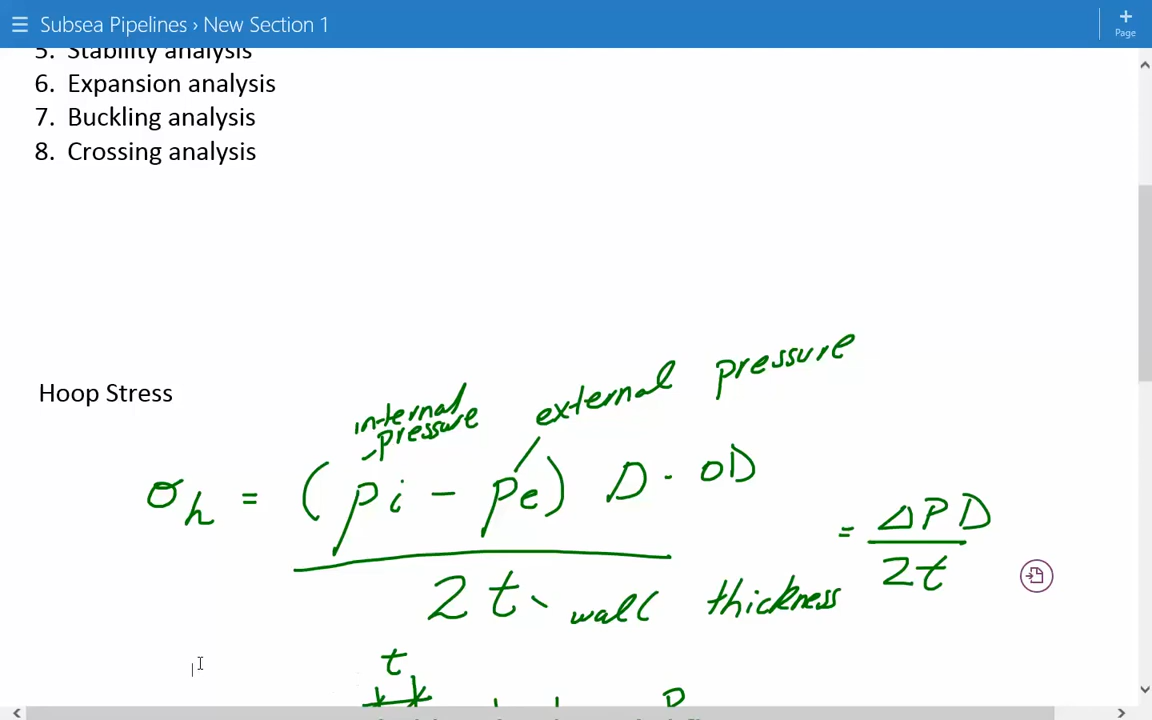 Subsea Pipelines › New Section 1
Page
5. Stability analysis
6. Expansion analysis
7. Buckling analysis
8. Crossing analysis
Hoop Stress
internal pressure
external pressure
σh = (pi - pe) D - OD
2t - wall thickness
= ΔPD
2t
t
P